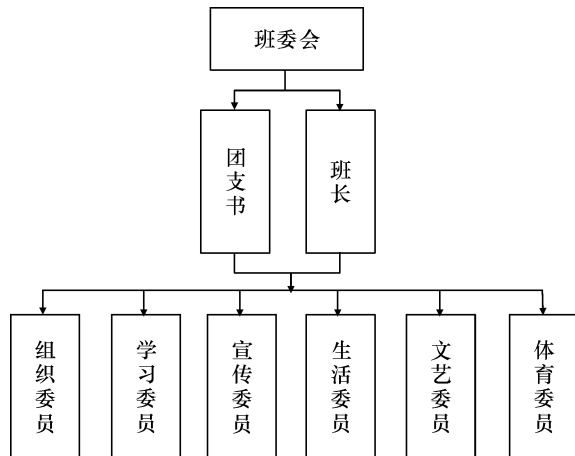 班委会
团支书
班长
组织委员
学习委员
宣传委员
生活委员
文艺委员
体育委员